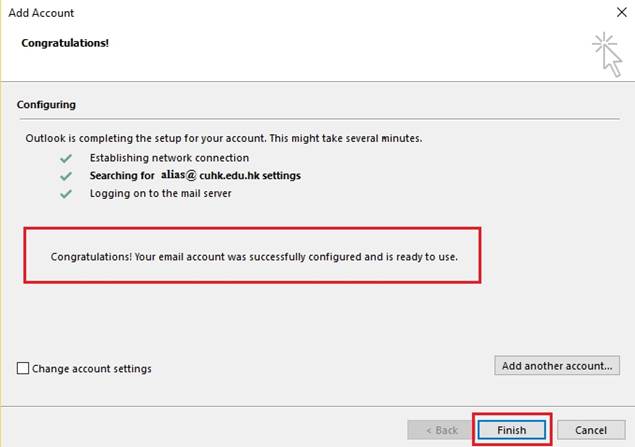 Add Account
Congratulations!
Configuring
Outlook is completing the setup for your account. This might take several minutes.
Establishing network connection
Searching for alias@ cuhk.edu.hk settings
Logging on to the mail server
Congratulations! Your email account was successfully configured and is ready to use.
Change account settings
Add another account...
< Back
Finish
Cancel